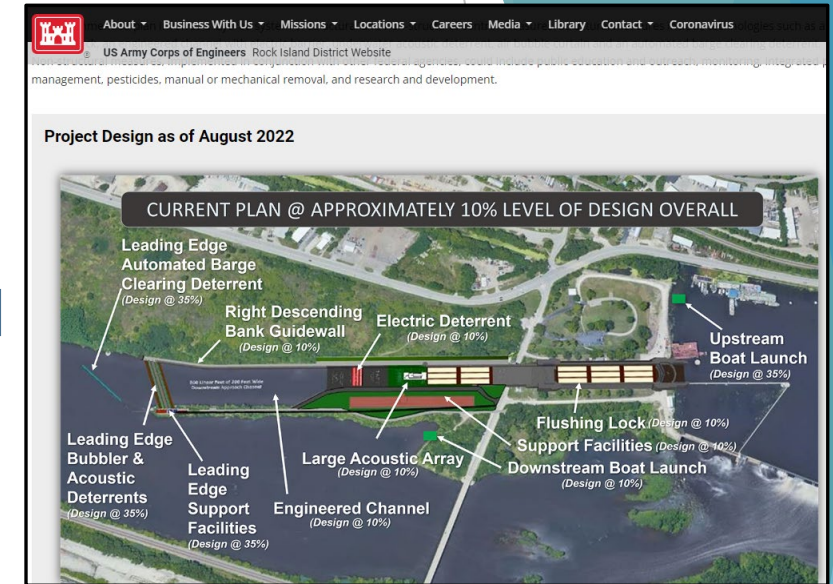 About Business With Us Missions Locations Careers Media Library Contact Coronavirus
US Army Corps of Engineers Rock Island District Website
management, pesticides, manual or mechanical removal, and research and development.
Project Design as of August 2022
CURRENT PLAN @ APPROXIMATELY 10% LEVEL OF DESIGN OVERALL
Leading Edge
Automated Barge
Clearing Deterrent
(Design @ 35%)
Right Descending
Bank Guidewall
(Design @ 10%)
Electric Deterrent
(Design @ 10%)
Upstream
Boat Launch
(Design @ 35%)
Leading Edge
Bubbler &
Acoustic
Deterrents
(Design @ 35%)
Leading
Edge
Support
Facilities
(Design @ 35%)
Engineered Channel
(Design @ 10%)
Large Acoustic Array
(Design @ 10%)
Flushing Lock (Design @ 10%)
Support Facilities (Design @ 10%)
Downstream Boat Launch
(Design @ 10%)